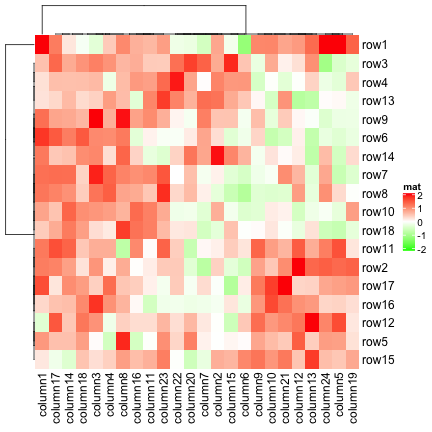 row1
row3
row4
row13
row9
row6
row14
row7
row8
row10
row18
row11
row2
row17
row16
row12
row5
row15
mat
2
1
0
-1
-2
column1
column17
column14
column18
column3
column4
column8
column16
column11
column23
column22
column20
column7
column2
column15
column6
column9
column10
column21
column12
column13
column24
column5
column19